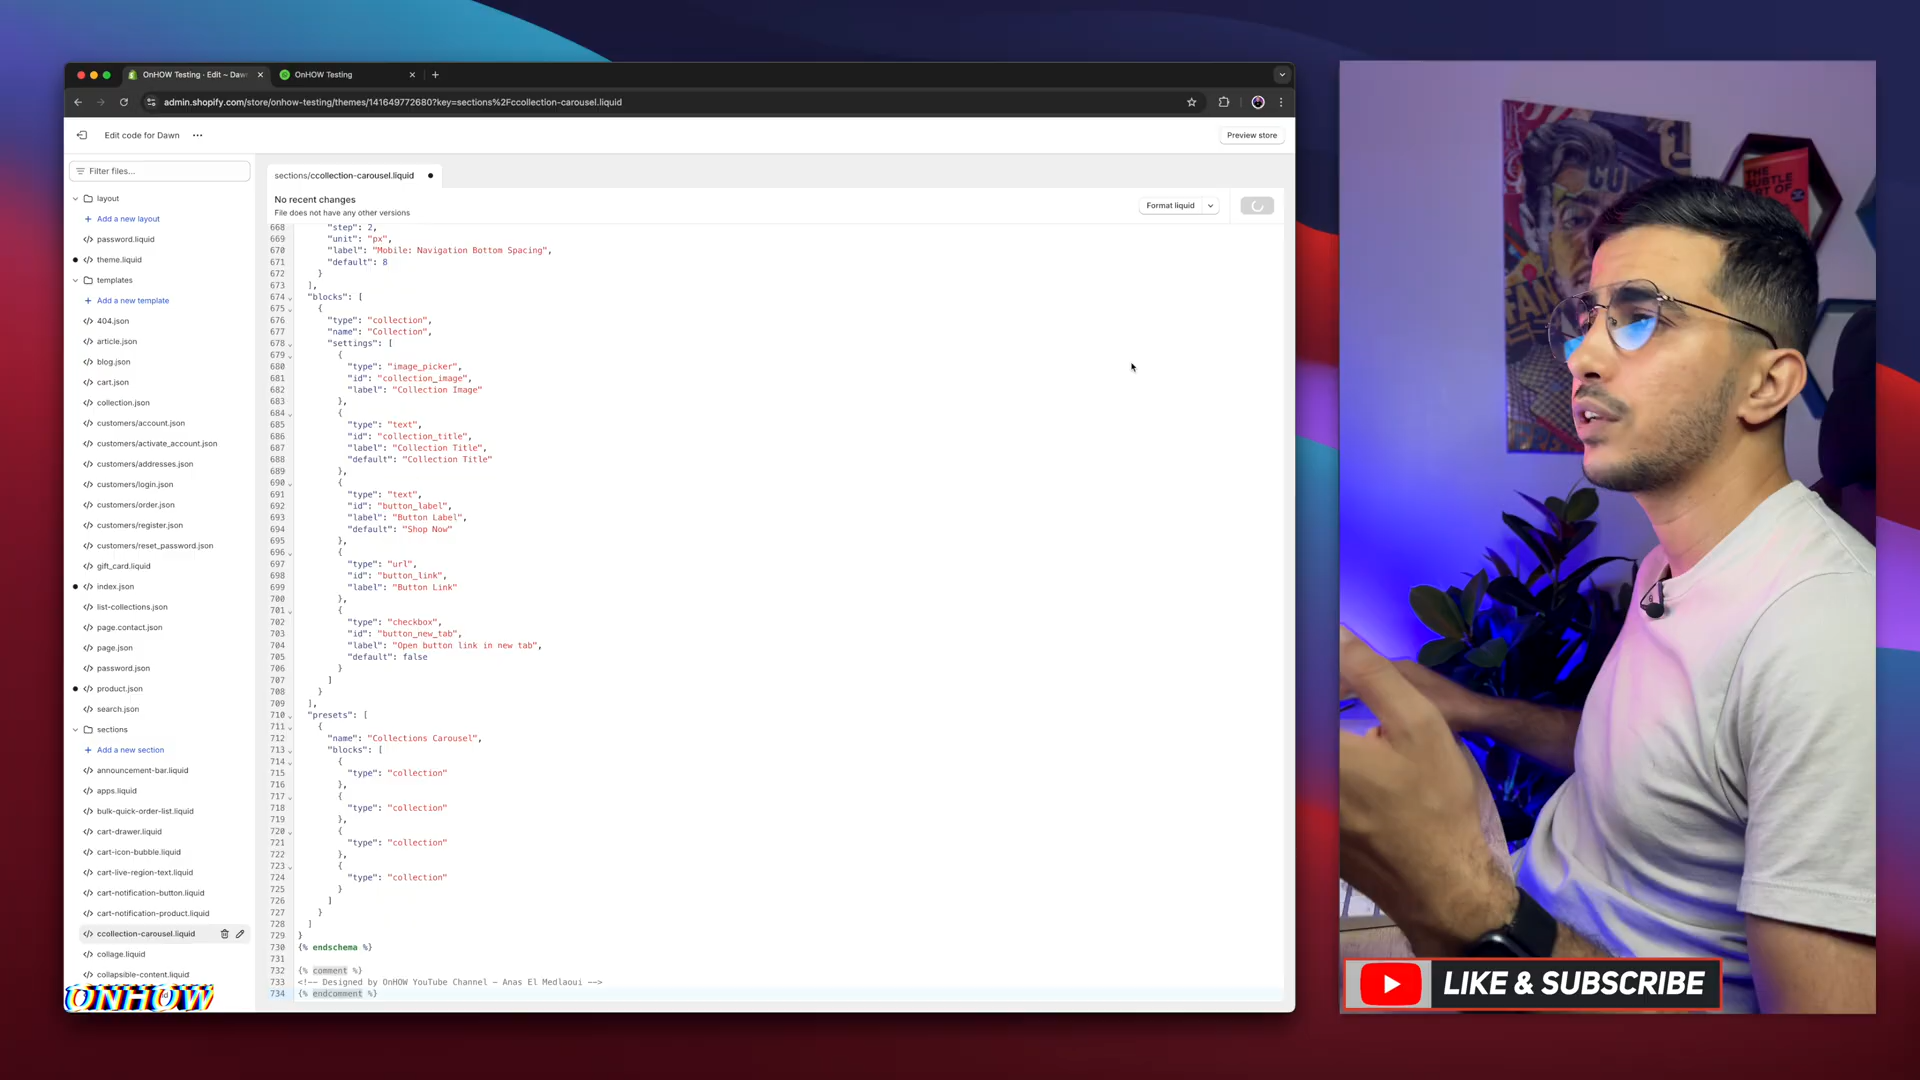 OnHOW Testing · Edit ~ Daw
OnHOW Testing
admin.shopify.com/store/onhow-testing/themes/141649772680?key=sections%2Fccollection-carousel.liquid
Edit code for Dawn
Preview store
Filter files...
layout
Add a new layout
password.liquid
theme.liquid
templates
Add a new template
404.json
article.json
blog.json
cart.json
collection.json
customers/account.json
customers/activate_account.json
customers/addresses.json
customers/login.json
customers/order.json
customers/register.json
customers/reset_password.json
gift_card.liquid
index.json
list-collections.json
page.contact.json
page.json
password.json
product.json
search.json
sections
Add a new section
announcement-bar.liquid
apps.liquid
bulk-quick-order-list.liquid
cart-drawer.liquid
cart-icon-bubble.liquid
cart-live-region-text.liquid
cart-notification-button.liquid
cart-notification-product.liquid
ccollection-carousel.liquid
collage.liquid
collapsible-content.liquid
ONHOW
sections/ccollection-carousel.liquid
No recent changes
File does not have any other versions
Format liquid
668 "step": 2,
669 "unit": "px",
670 "label": "Mobile: Navigation Bottom Spacing",
671 "default": 8
672 }
673 ],
674 "blocks": [
675 {
676 "type": "collection",
677 "name": "Collection",
678 "settings": [
679 {
680 "type": "image_picker",
681 "id": "collection_image",
682 "label": "Collection Image"
683 },
684 {
685 "type": "text",
686 "id": "collection_title",
687 "label": "Collection Title",
688 "default": "Collection Title"
689 },
690 {
691 "type": "text",
692 "id": "button_label",
693 "label": "Button Label",
694 "default": "Shop Now"
695 },
696 {
697 "type": "url",
698 "id": "button_link",
699 "label": "Button Link"
700 },
701 {
702 "type": "checkbox",
703 "id": "button_new_tab",
704 "label": "Open button link in new tab",
705 "default": false
706 }
707 ]
708 }
709 ],
710 "presets": [
711 {
712 "name": "Collections Carousel",
713 "blocks": [
714 {
715 "type": "collection"
716 },
717 {
718 "type": "collection"
719 },
720 {
721 "type": "collection"
722 },
723 {
724 "type": "collection"
725 }
726 ]
727 }
728 ]
729 }
730 {% endschema %}
731
732 {% comment %}
733 <!-- Designed by OnHOW YouTube Channel - Anas El Medlaoui -->
734 {% endcomment %}
THE
SUBTLE
ART OF
LIKE & SUBSCRIBE